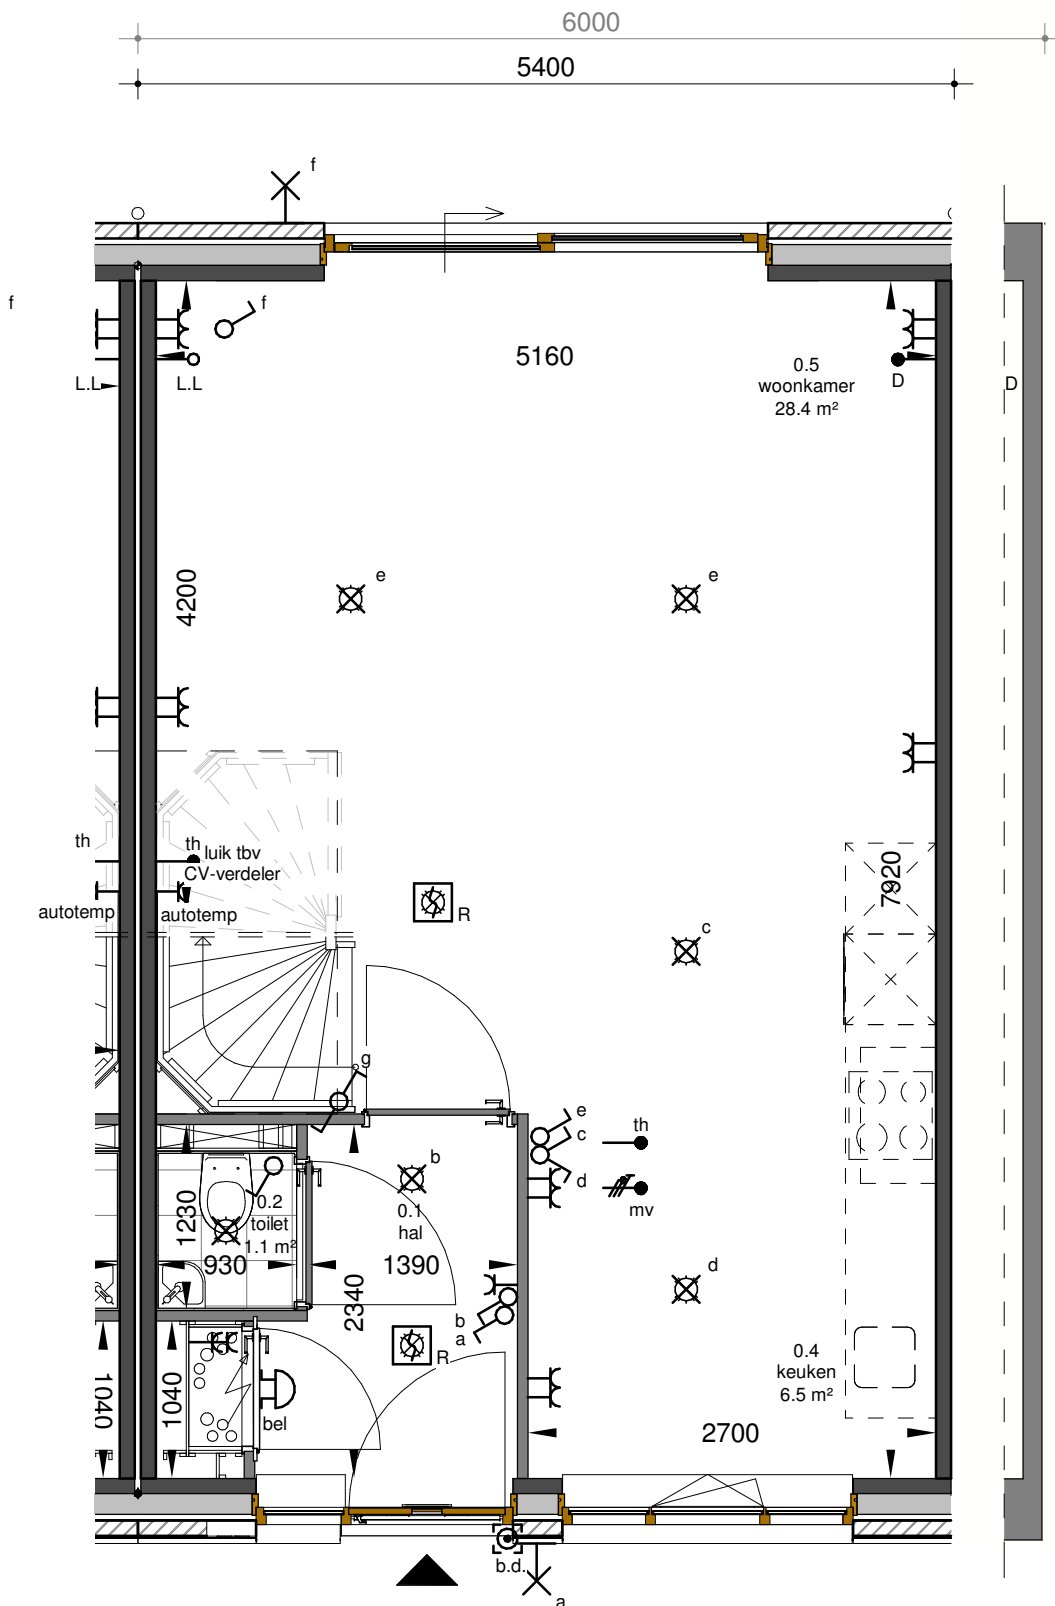 6000
5400
f
f
f
5160
0.5
woonkamer
28.4 m²
L.L
L.L
D
D
4200
e
e
th
th
luik tbv
CV-verdeler
7920
autotemp
autotemp
R
c
g
e
c
th
b
d
mv
0.1
hal
0.2
toilet
1.1 m²
1230
930
1390
2340
d
b
a
R
0.4
keuken
6.5 m²
1040
1040
bel
2700
b.d.
a